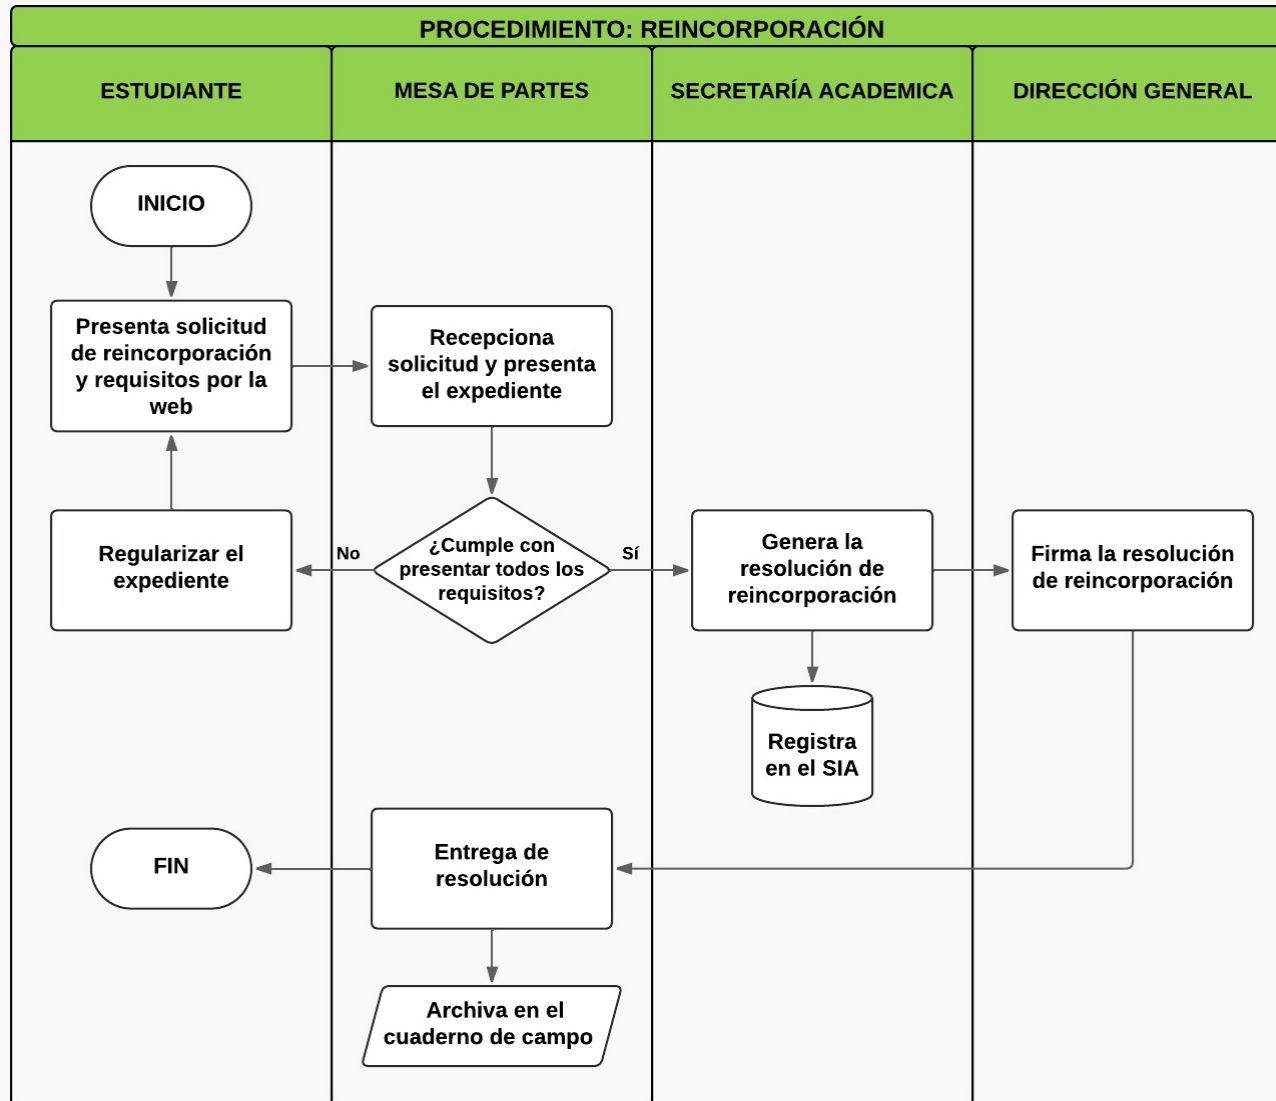 PROCEDIMIENTO: REINCORPORACIÓN
ESTUDIANTE
MESA DE PARTES
SECRETARÍA ACADEMICA
DIRECCIÓN GENERAL
INICIO
Presenta solicitud
de reincorporación
y requisitos por la
web
Recepciona
solicitud y presenta
el expediente
Regularizar el
expediente
No
¿Cumple con
presentar todos los
requisitos?
Sí
Genera la
resolución de
reincorporación
Firma la resolución
de reincorporación
Registra
en el SIA
FIN
Entrega de
resolución
Archiva en el
cuaderno de campo